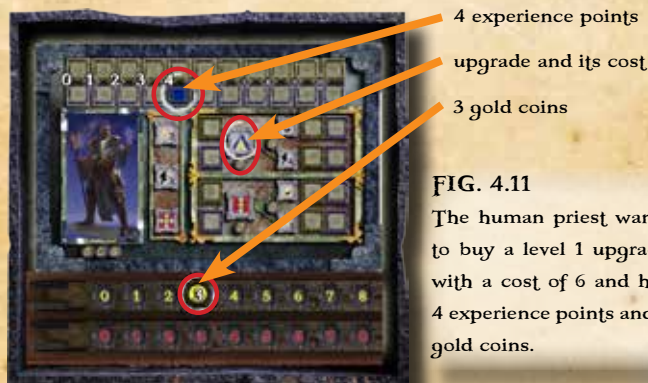 4 experience points
upgrade and its cost
3 gold coins
0 1 2 3 4
FIG. 4.11
The human priest wan
to buy a level 1 upgra
with a cost of 6 and h
4 experience points and
gold coins.
0 1 2 3 4 5 6 7 8